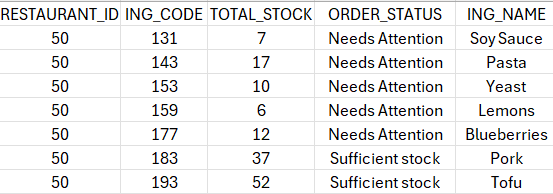 RESTAURANT_ID ING_CODE TOTAL_STOCK ORDER_STATUS ING_NAME
50 131 7 Needs Attention Soy Sauce
50 143 17 Needs Attention Pasta
50 153 10 Needs Attention Yeast
50 159 6 Needs Attention Lemons
50 177 12 Needs Attention Blueberries
50 183 37 Sufficient stock Pork
50 193 52 Sufficient stock Tofu